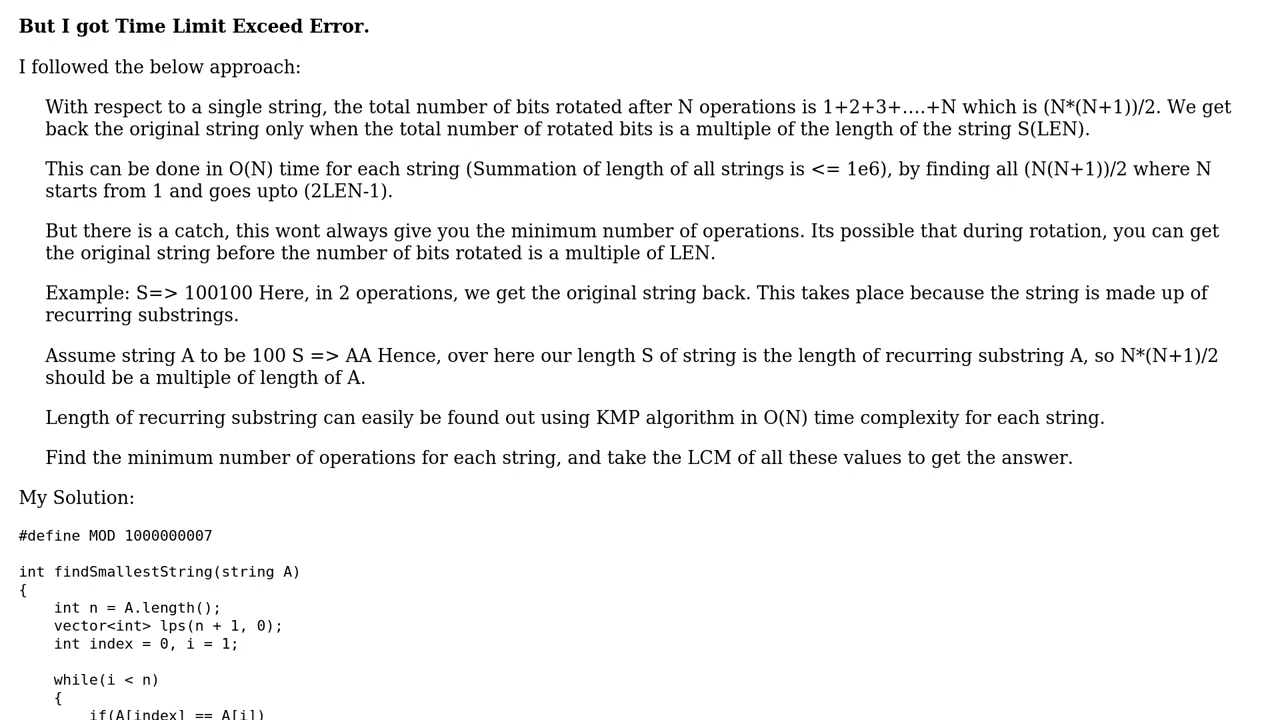 But I got Time Limit Exceed Error.
I followed the below approach:
With respect to a single string, the total number of bits rotated after N operations is 1+2+3+….+N which is (N*(N+1))/2. We get
back the original string only when the total number of rotated bits is a multiple of the length of the string S(LEN).
This can be done in O(N) time for each string (Summation of length of all strings is <= 1e6), by finding all (N(N+1))/2 where N
starts from 1 and goes upto (2LEN-1).
But there is a catch, this wont always give you the minimum number of operations. Its possible that during rotation, you can get
the original string before the number of bits rotated is a multiple of LEN.
Example: S=> 100100 Here, in 2 operations, we get the original string back. This takes place because the string is made up of
recurring substrings.
Assume string A to be 100 S => AA Hence, over here our length S of string is the length of recurring substring A, so N*(N+1)/2
should be a multiple of length of A.
Length of recurring substring can easily be found out using KMP algorithm in O(N) time complexity for each string.
Find the minimum number of operations for each string, and take the LCM of all these values to get the answer.
My Solution:
#define MOD 1000000007
int findSmallestString(string A)
{
    int n = A.length();
    vector<int> lps(n + 1, 0);
    int index = 0, i = 1;
    while(i < n)
    {
        if(A[index] == A[i])